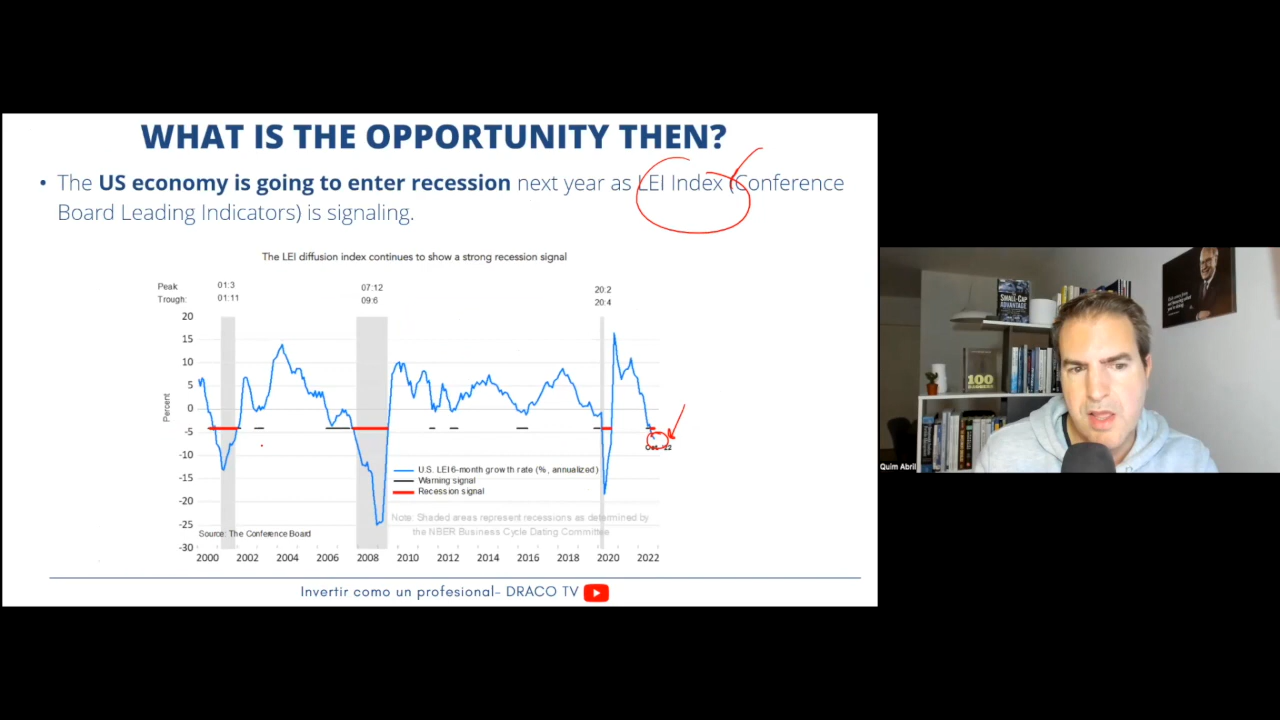 WHAT IS THE OPPORTUNITY THEN?
• The US economy is going to enter recession next year as LEI Index (Conference
Board Leading Indicators) is signaling.
The LEI diffusion index continues to show a strong recession signal
Peak: 01:3 07:12 20:2
Trough: 01:11 09:6 20:4
20
15
10
5
0
-5
-10
-15
-20
-25
-30
Percent
U.S. LEI 6-month growth rate (%, annualized)
Warning signal
Recession signal
Note: Shaded areas represent recessions as determined by
the NBER Business Cycle Dating Committee
Source: The Conference Board
2000 2002 2004 2006 2008 2010 2012 2014 2016 2018 2020 2022
Invertir como un profesional- DRACO TV
SMALL-CAP
ADVANTAGE
100
Quim Abril